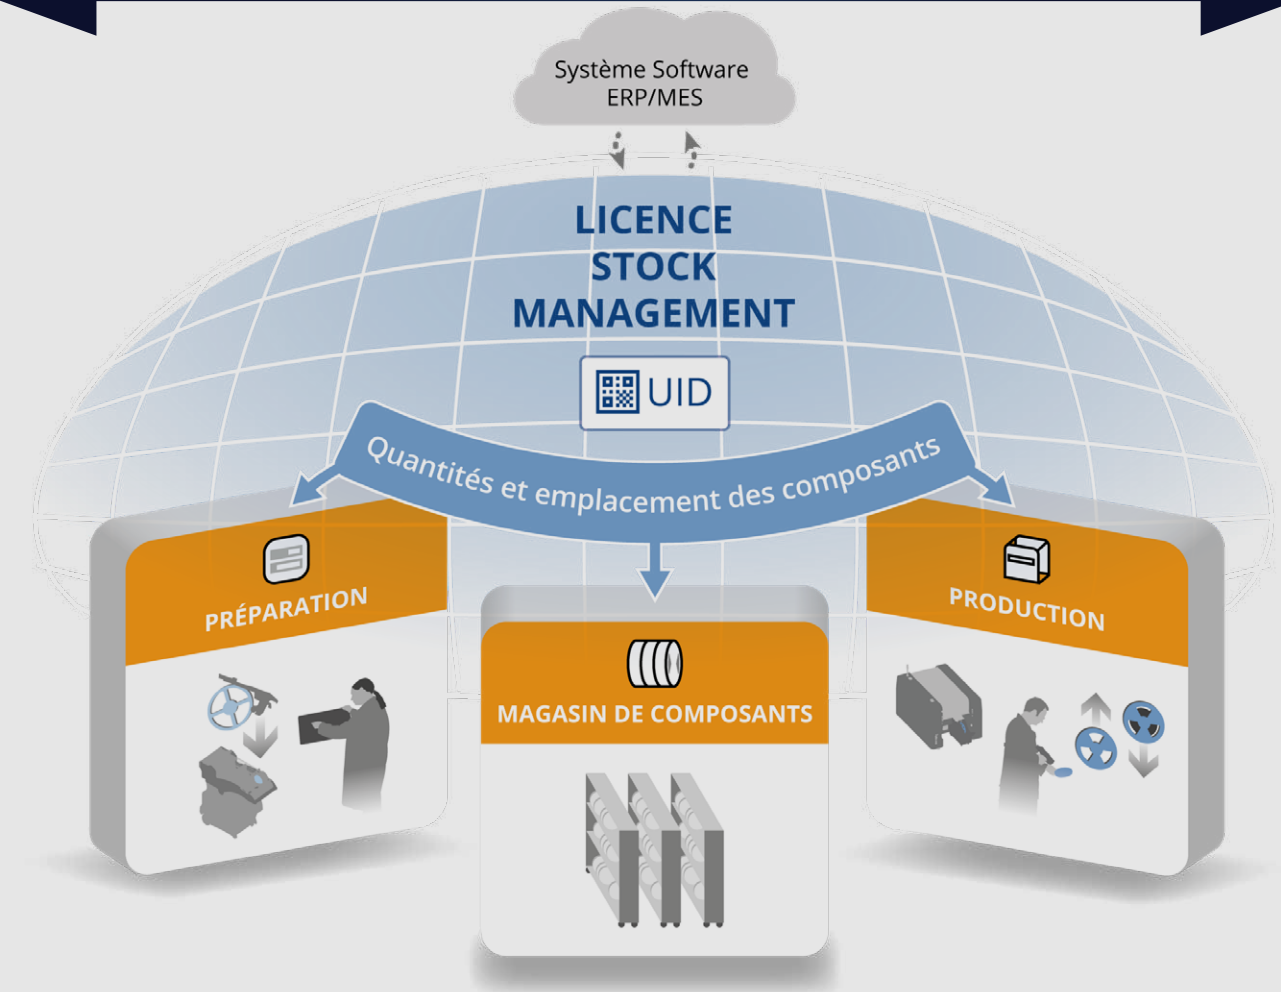 Système Software
ERP/MES
LICENCE
STOCK
MANAGEMENT
UID
Quantités et emplacement des composants
PRÉPARATION
MAGASIN DE COMPOSANTS
PRODUCTION